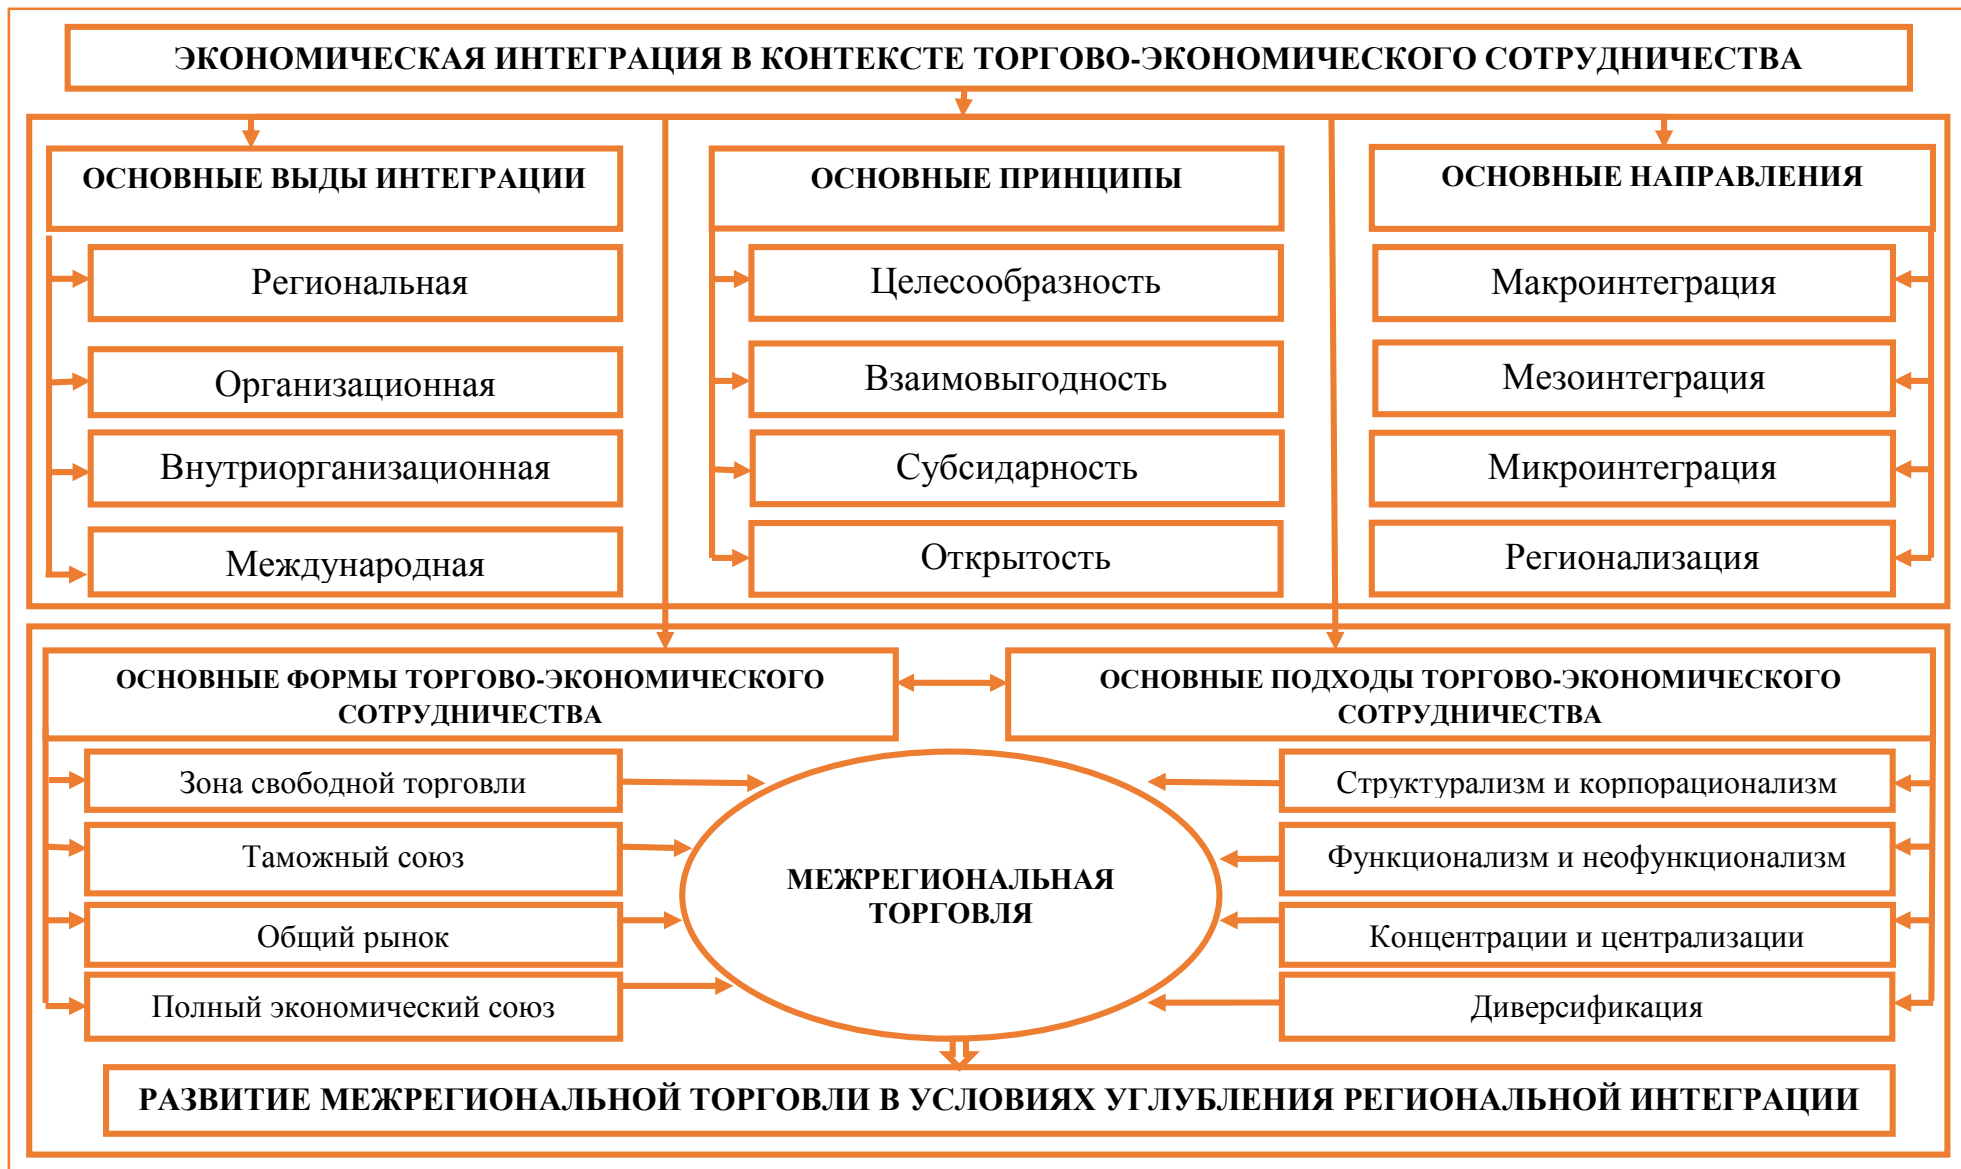 ЭКОНОМИЧЕСКАЯ ИНТЕГРАЦИЯ В КОНТЕКСТЕ ТОРГОВО-ЭКОНОМИЧЕСКОГО СОТРУДНИЧЕСТВА
ОСНОВНЫЕ ВЫДЫ ИНТЕГРАЦИИ
Региональная
Организационная
Внутриорганизационная
Международная
ОСНОВНЫЕ ПРИНЦИПЫ
Целесообразность
Взаимовыгодность
Субсидарность
Открытость
ОСНОВНЫЕ НАПРАВЛЕНИЯ
Макроинтеграция
Мезоинтеграция
Микроинтеграция
Регионализация
ОСНОВНЫЕ ФОРМЫ ТОРГОВО-ЭКОНОМИЧЕСКОГО
СОТРУДНИЧЕСТВА
Зона свободной торговли
Таможный союз
Общий рынок
Полный экономический союз
ОСНОВНЫЕ ПОДХОДЫ ТОРГОВО-ЭКОНОМИЧЕСКОГО
СОТРУДНИЧЕСТВА
Структурализм и корпорационализм
Функционализм и неофункционализм
Концентрации и централизации
Диверсификация
МЕЖРЕГИОНАЛЬНАЯ
ТОРГОВЛЯ
РАЗВИТИЕ МЕЖРЕГИОНАЛЬНОЙ ТОРГОВЛИ В УСЛОВИЯХ УГЛУБЛЕНИЯ РЕГИОНАЛЬНОЙ ИНТЕГРАЦИИ